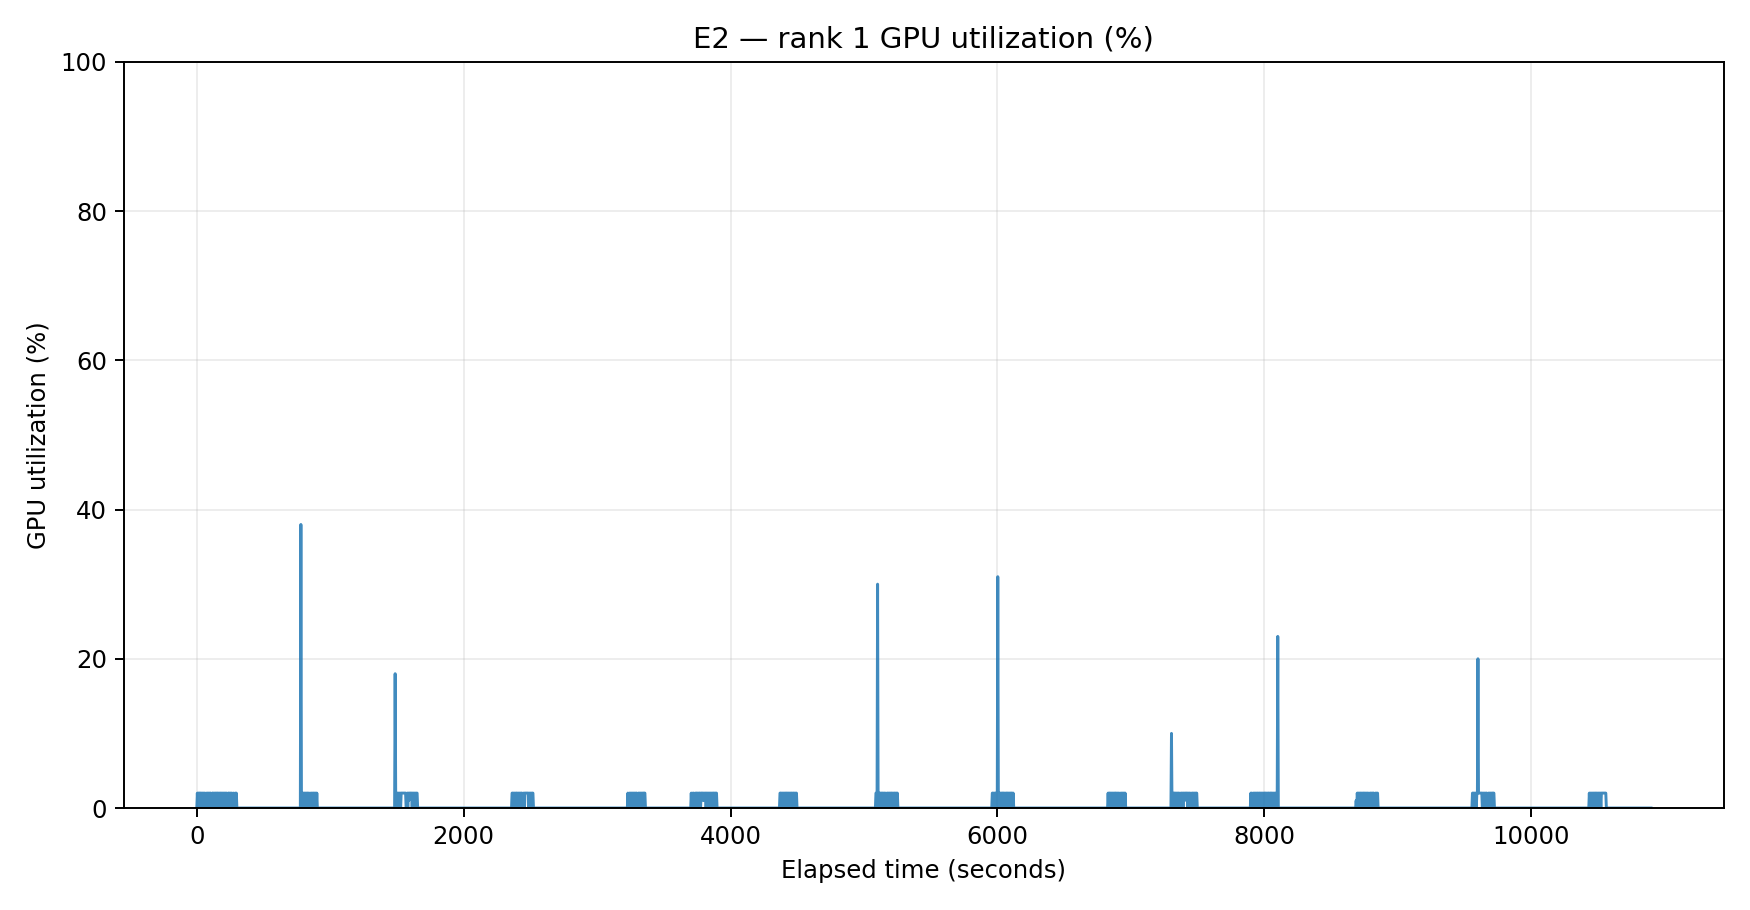 E2 — rank 1 GPU utilization (%)
100
80
60
40
20
0
GPU utilization (%)
0 2000 4000 6000 8000 10000
Elapsed time (seconds)